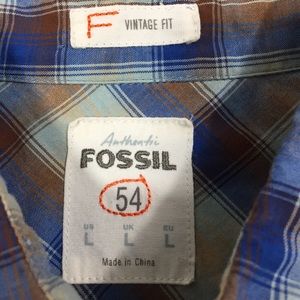 F VINTAGE FIT
Authentic
FOSSIL
54
US UK EU
L L L
Made in China